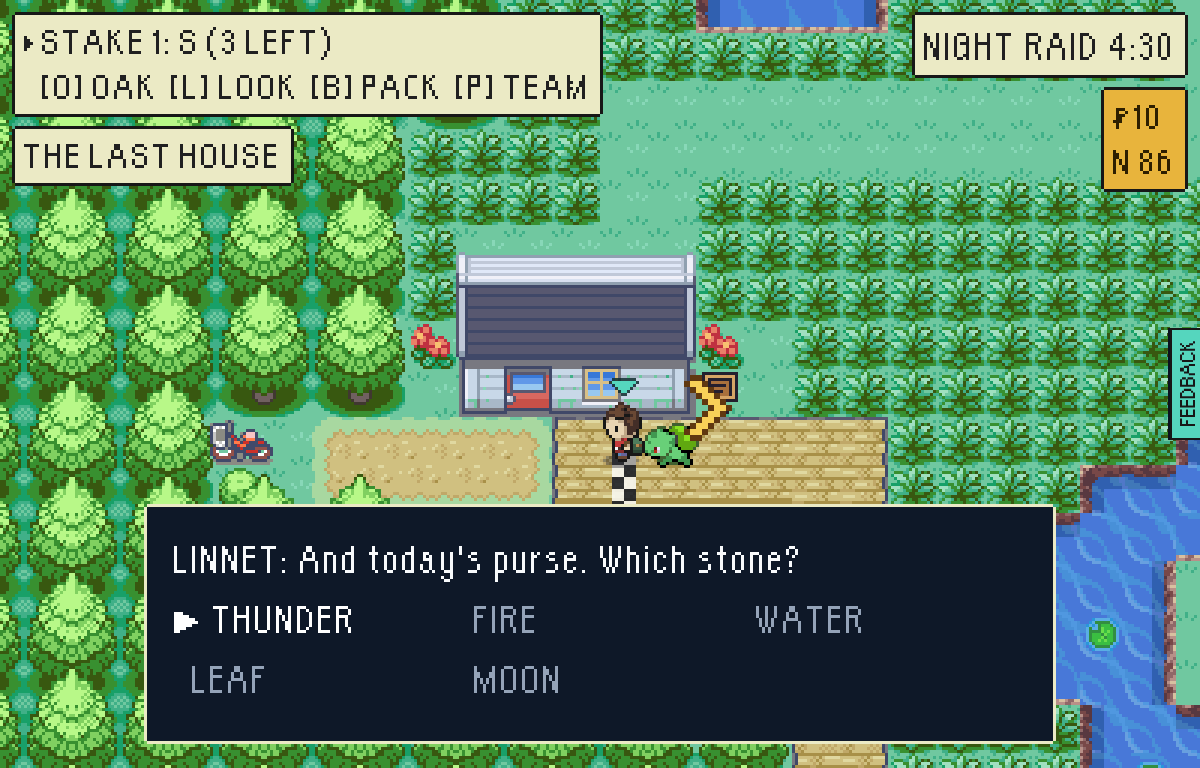 ▸STAKE 1: S (3 LEFT)
[O] OAK [L] LOOK [B] PACK [P] TEAM
THE LAST HOUSE
NIGHT RAID 4:30
₽10
N 86
FEEDBACK
LINNET: And today's purse. Which stone?
▶ THUNDER FIRE WATER
LEAF MOON